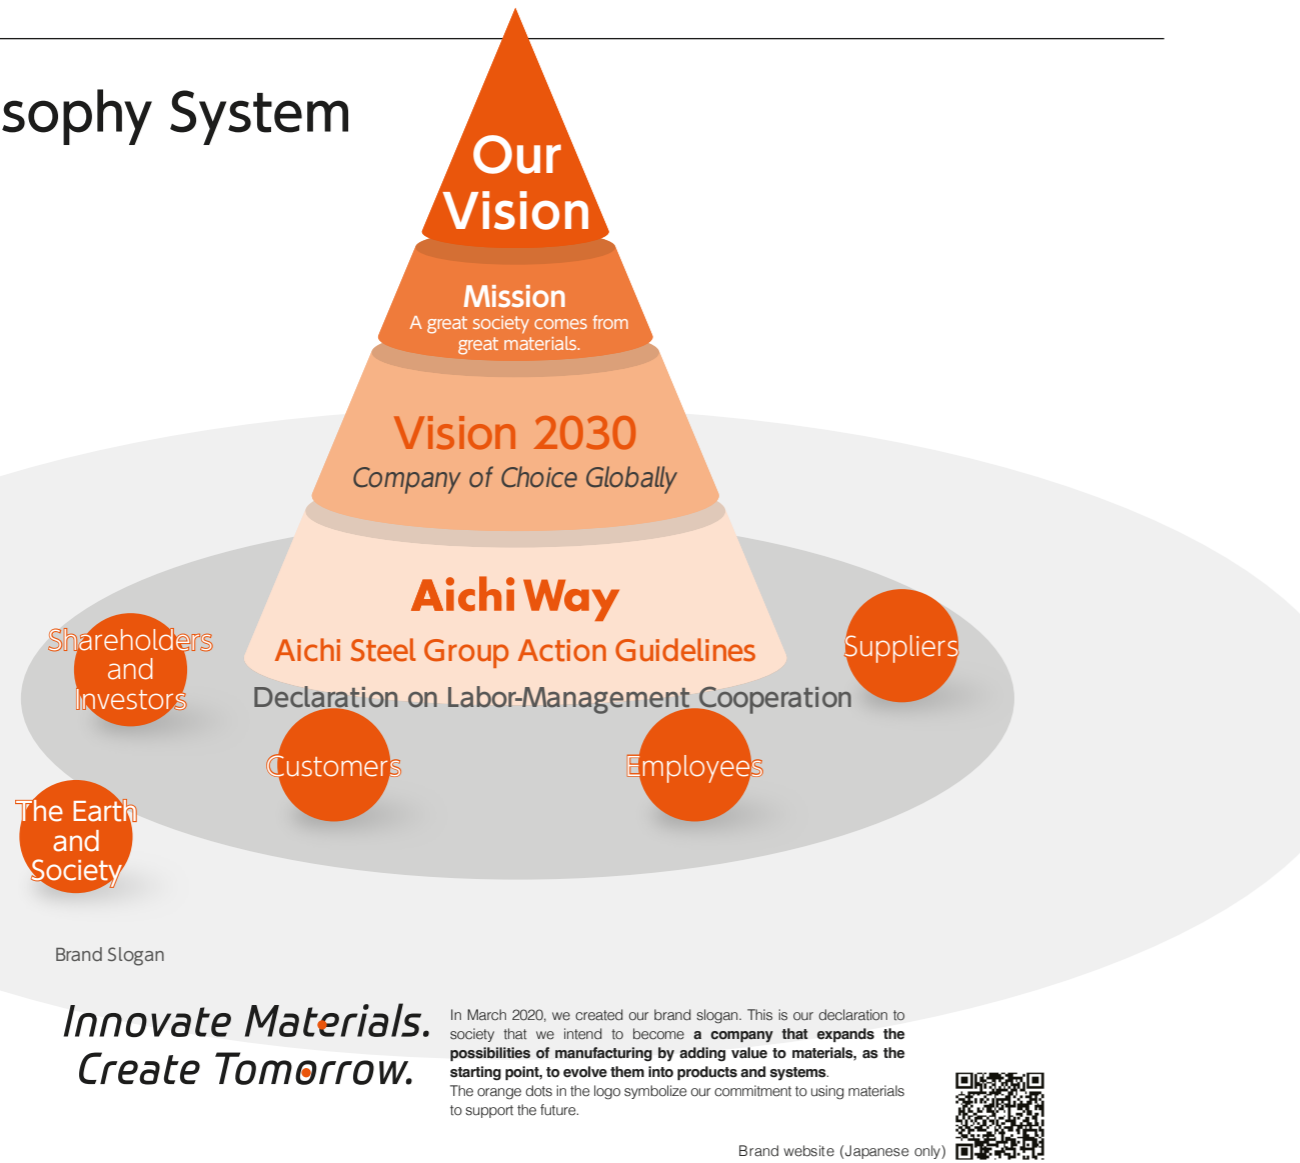 sophy System
Our
Vision
Mission
A great society comes from
great materials.
Vision 2030
Company of Choice Globally
Aichi Way
Aichi Steel Group Action Guidelines
Declaration on Labor-Management Cooperation
Shareholders
and
Investors
Suppliers
Customers
Employees
The Earth
and
Society
Brand Slogan
Innovate Materials.
Create Tomorrow.
In March 2020, we created our brand slogan. This is our declaration to
society that we intend to become a company that expands the
possibilities of manufacturing by adding value to materials, as the
starting point, to evolve them into products and systems.
The orange dots in the logo symbolize our commitment to using materials
to support the future.
Brand website (Japanese only)